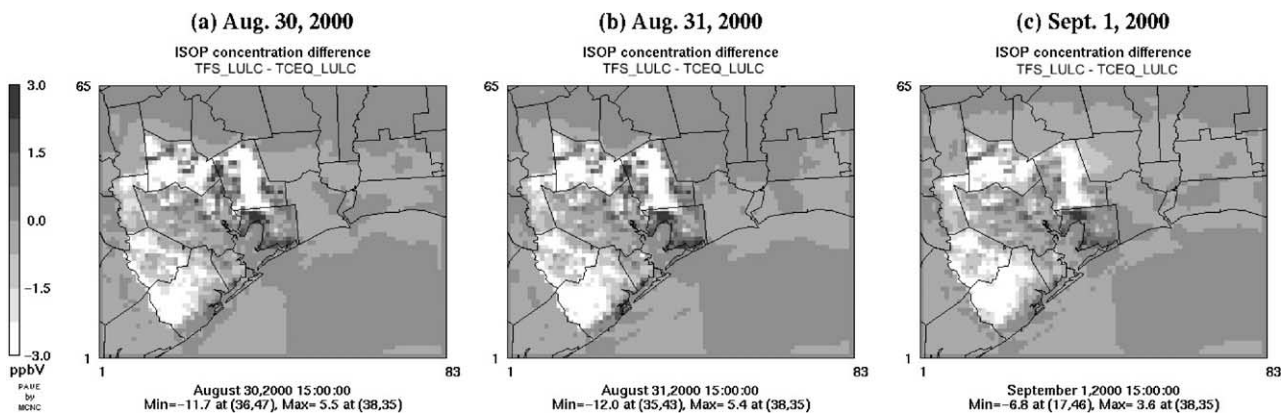 (a) Aug. 30, 2000
ISOP concentration difference
TFS_LULC - TCEQ_LULC
(b) Aug. 31, 2000
ISOP concentration difference
TFS_LULC - TCEQ_LULC
(c) Sept. 1, 2000
ISOP concentration difference
TFS_LULC - TCEQ_LULC
3.0
1.5
0.0
−1.5
−3.0
ppbV
PAVE
by
MCNC
65
1
1
83
August 30,2000 15:00:00
Min=−11.7 at (36,47), Max= 5.5 at (38,35)
65
1
1
83
August 31,2000 15:00:00
Min=−12.0 at (35,43), Max= 5.4 at (38,35)
65
1
1
83
September 1,2000 15:00:00
Min=−6.8 at (17,46), Max= 3.6 at (38,35)